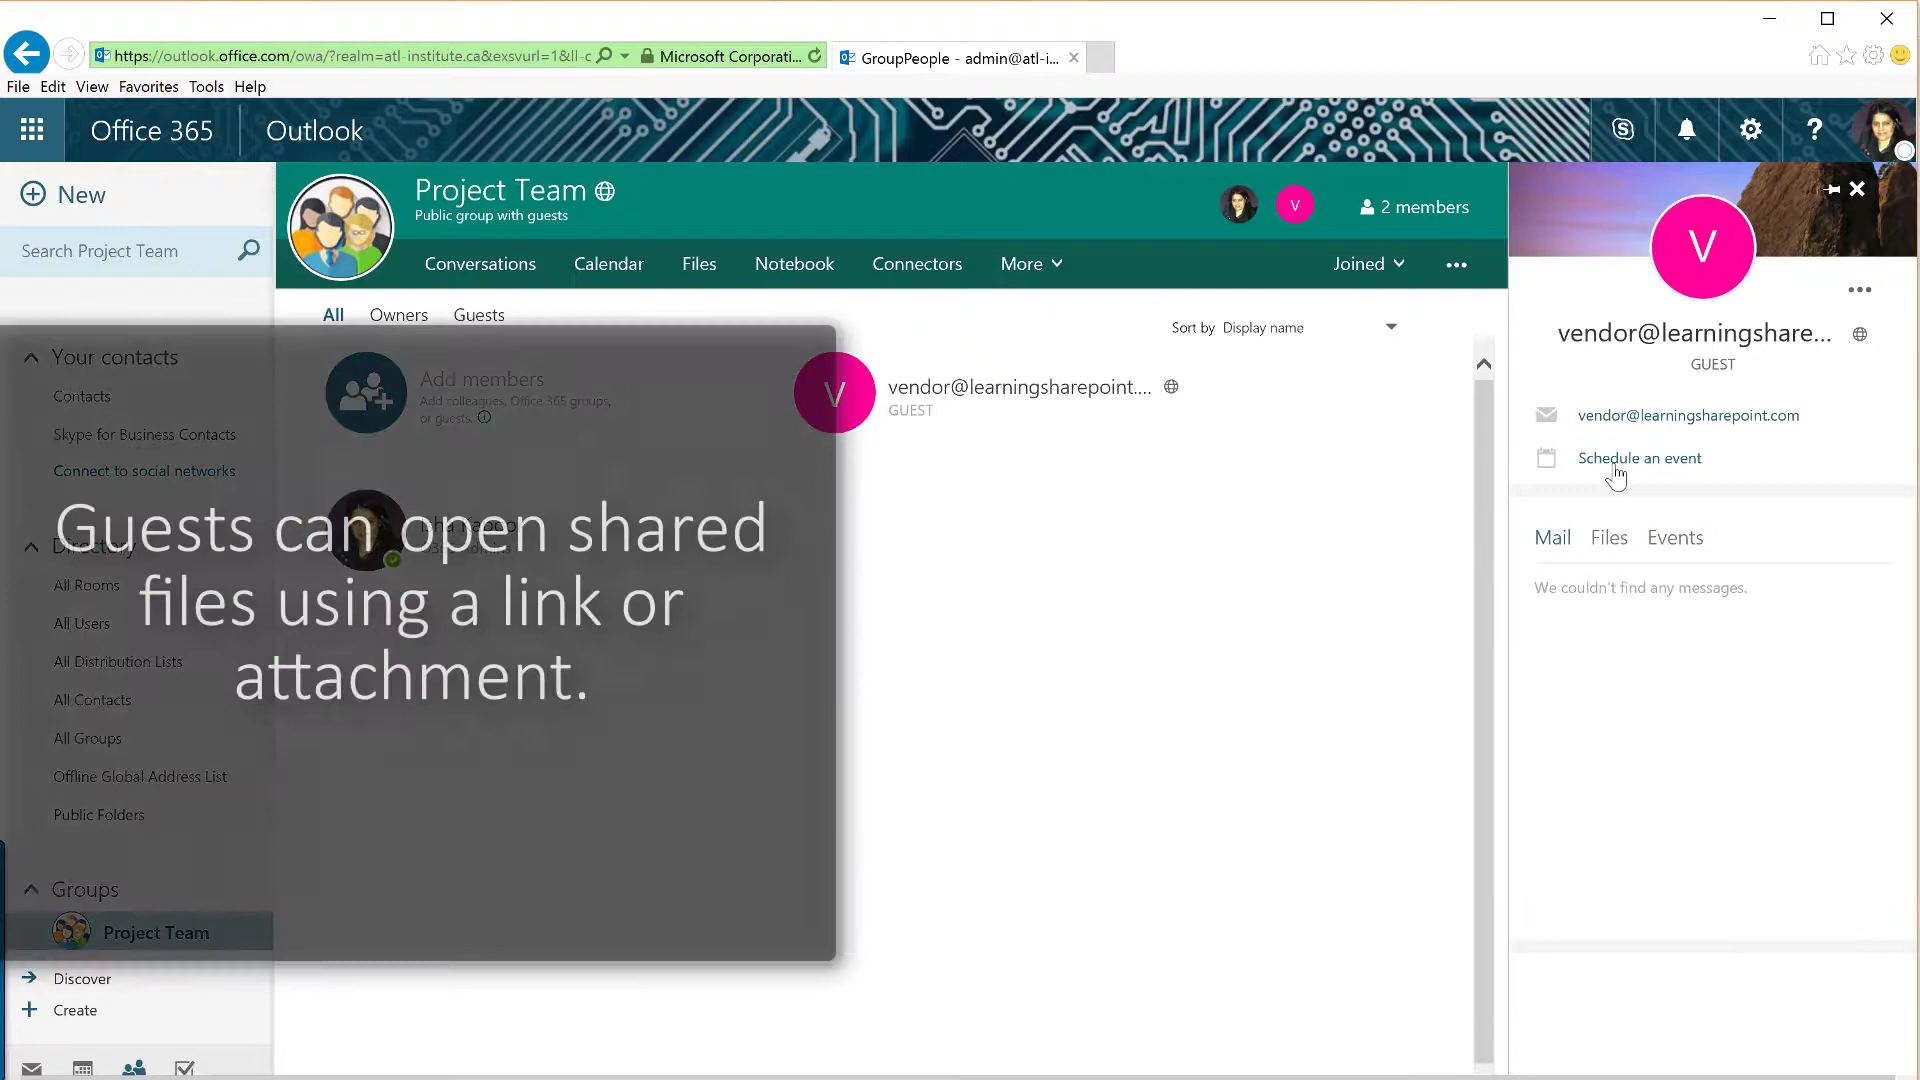 https://outlook.office.com/owa/?realm=atl-institute.ca&exsvurl=1&ll-c
Microsoft Corporati...
GroupPeople - admin@atl-i...
File Edit View Favorites Tools Help
Office 365
Outlook
New
Project Team
Public group with guests
V
2 members
Search Project Team
Conversations
Calendar
Files
Notebook
Connectors
More
Joined
All
Owners
Guests
Sort by Display name
Your contacts
Contacts
Skype for Business Contacts
Connect to social networks
Directory
All Rooms
All Users
All Distribution Lists
All Contacts
All Groups
Offline Global Address List
Public Folders
Groups
Project Team
Discover
Create
Add members
Add colleagues, Office 365 groups,
or guests.
V
vendor@learningsharepoint....
GUEST
Guests can open shared
files using a link or
attachment.
V
vendor@learningshare...
GUEST
vendor@learningsharepoint.com
Schedule an event
Mail
Files
Events
We couldn't find any messages.